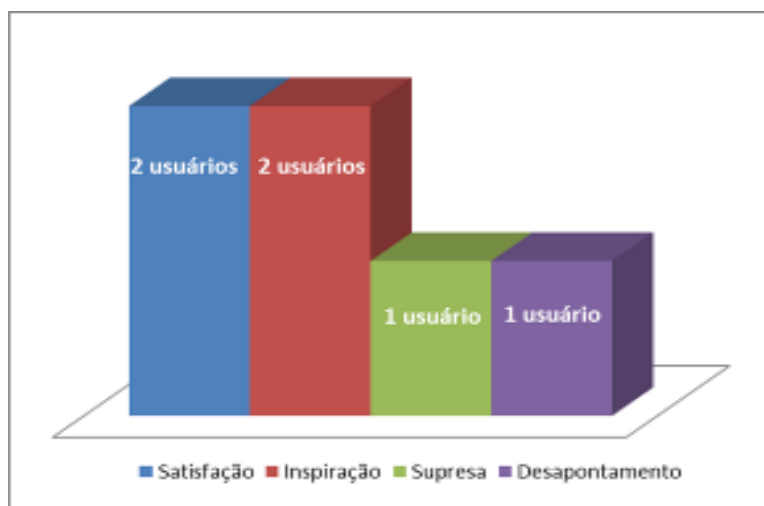 2 usuários 2 usuários
1 usuário 1 usuário
Satisfação Inspiração Supresa Desapontamento